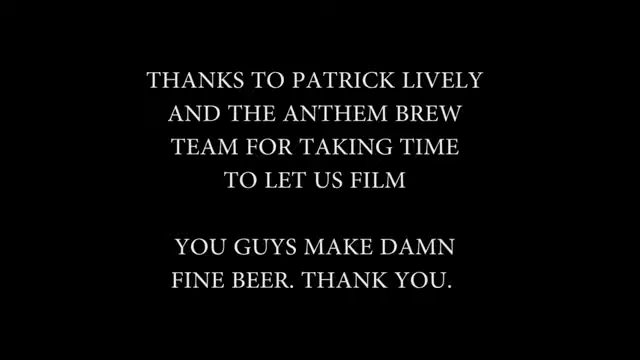 THANKS TO PATRICK LIVELY
AND THE ANTHEM BREW
TEAM FOR TAKING TIME
TO LET US FILM
YOU GUYS MAKE DAMN
FINE BEER. THANK YOU.